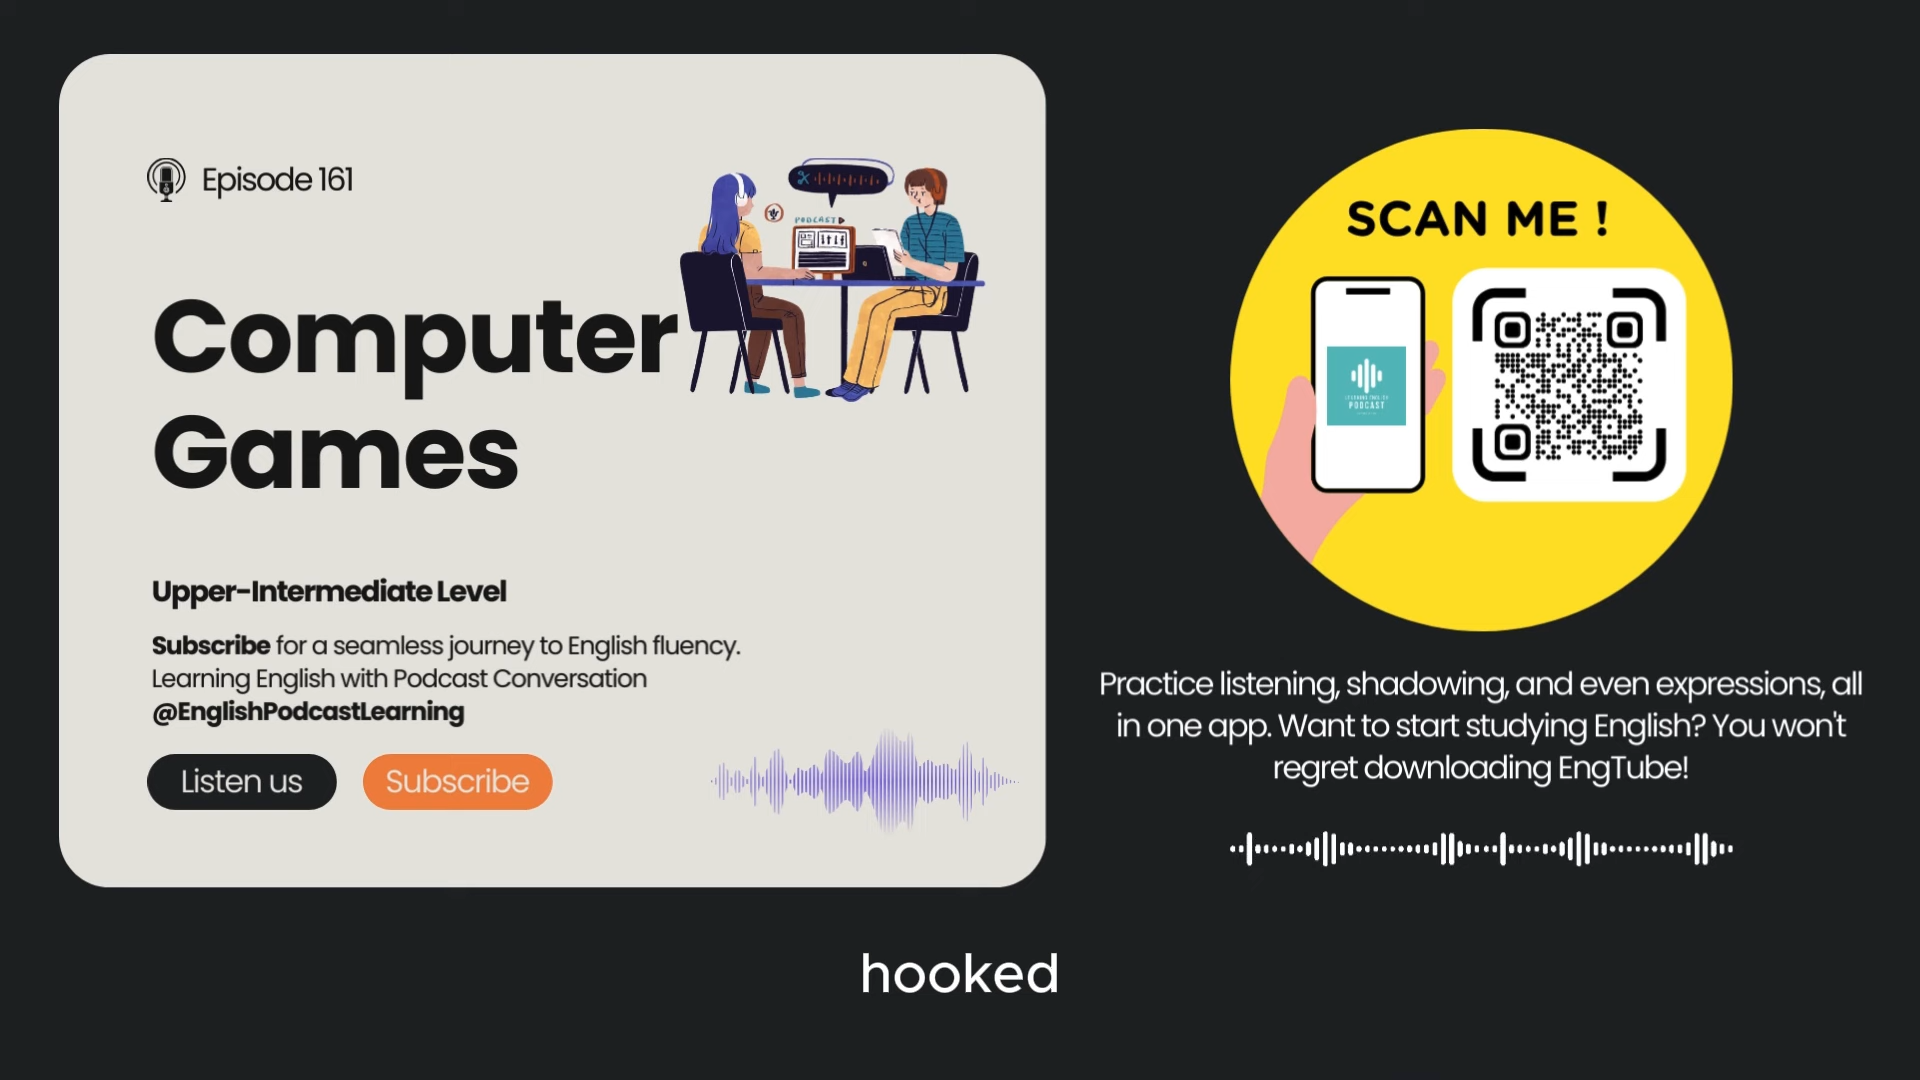 Episode 161
PODCAST
Computer
Games
Upper-Intermediate Level
Subscribe for a seamless journey to English fluency.
Learning English with Podcast Conversation
@EnglishPodcastLearning
Listen us
Subscribe
SCAN ME !
PODCAST
Practice listening, shadowing, and even expressions, all
in one app. Want to start studying English? You won't
regret downloading EngTube!
hooked